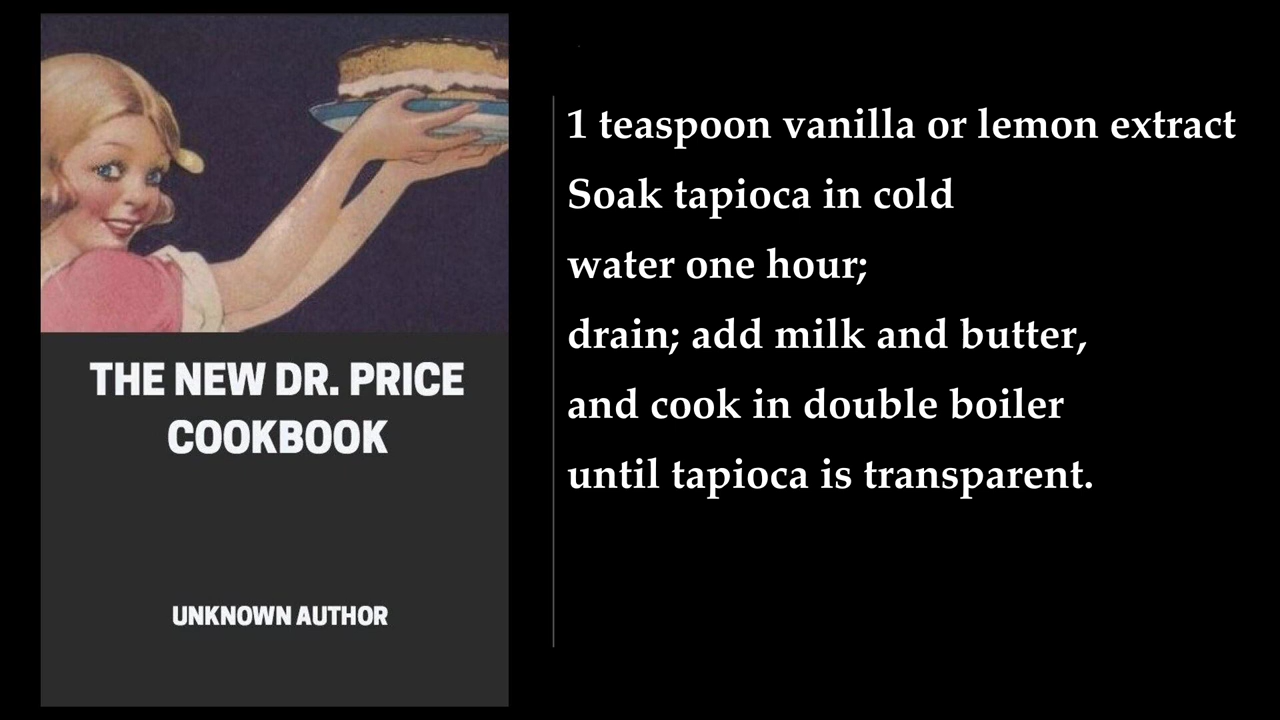 THE NEW DR. PRICE
COOKBOOK
UNKNOWN AUTHOR
1 teaspoon vanilla or lemon extract
Soak tapioca in cold
water one hour;
drain; add milk and butter,
and cook in double boiler
until tapioca is transparent.